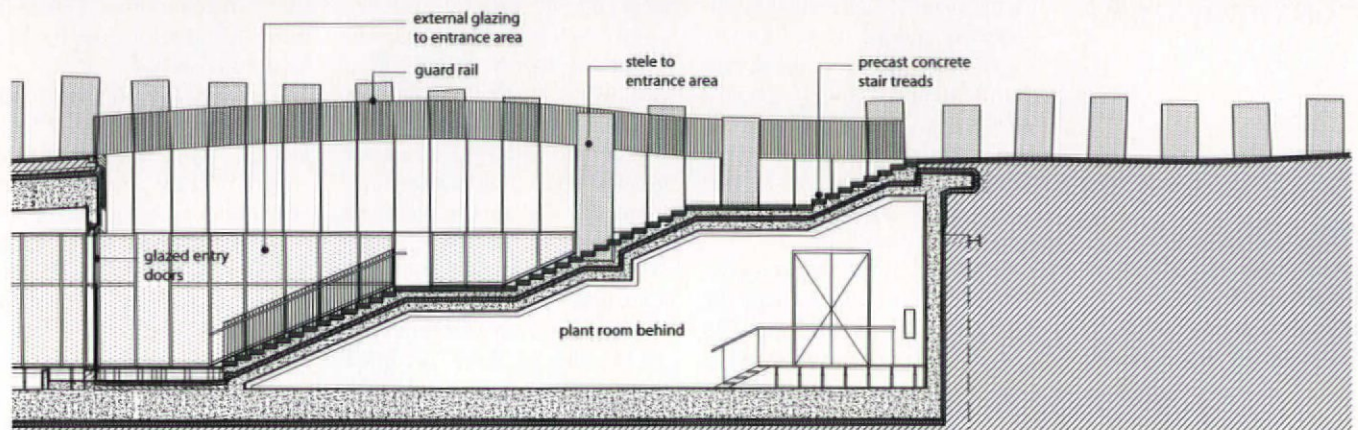 external glazing
to entrance area
guard rail
stele to
entrance area
precast concrete
stair treads
glazed entry
doors
plant room behind